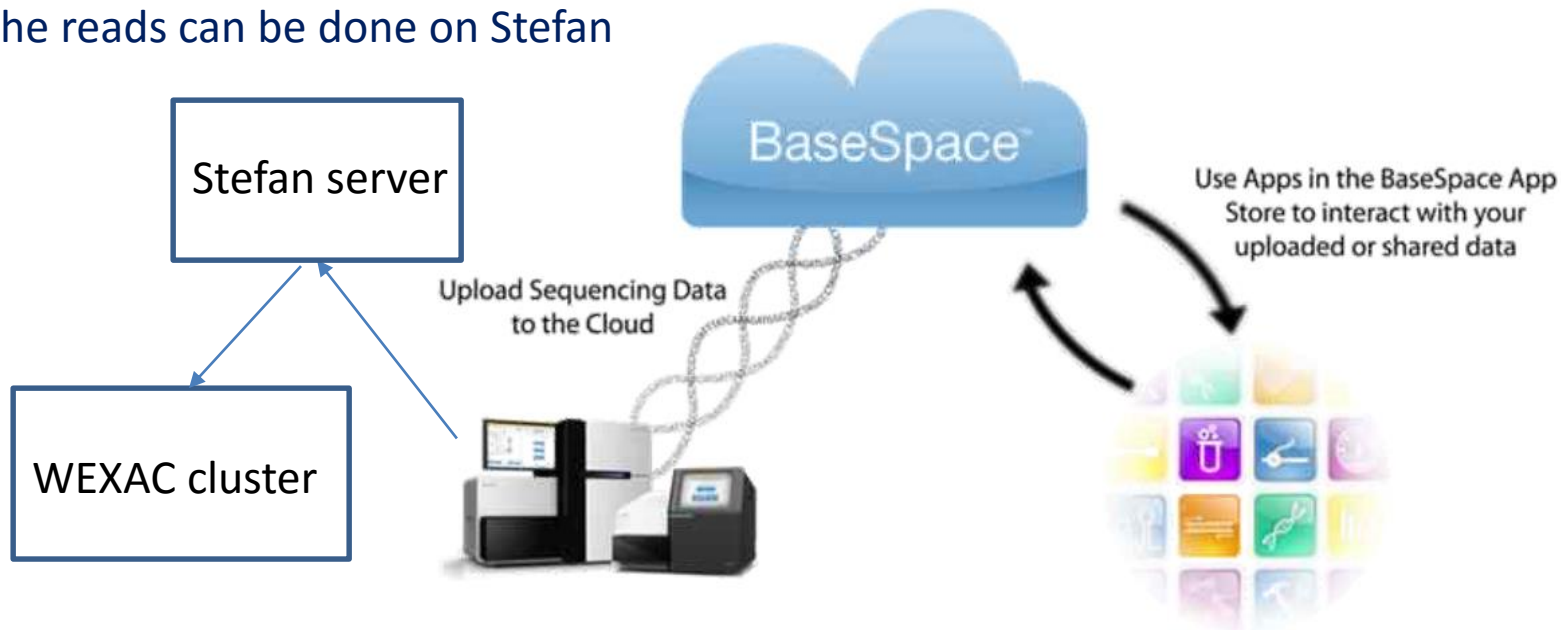 he reads can be done on Stefan
Stefan server
BaseSpace™
Use Apps in the BaseSpace App
Store to interact with your
uploaded or shared data
Upload Sequencing Data
to the Cloud
WEXAC cluster